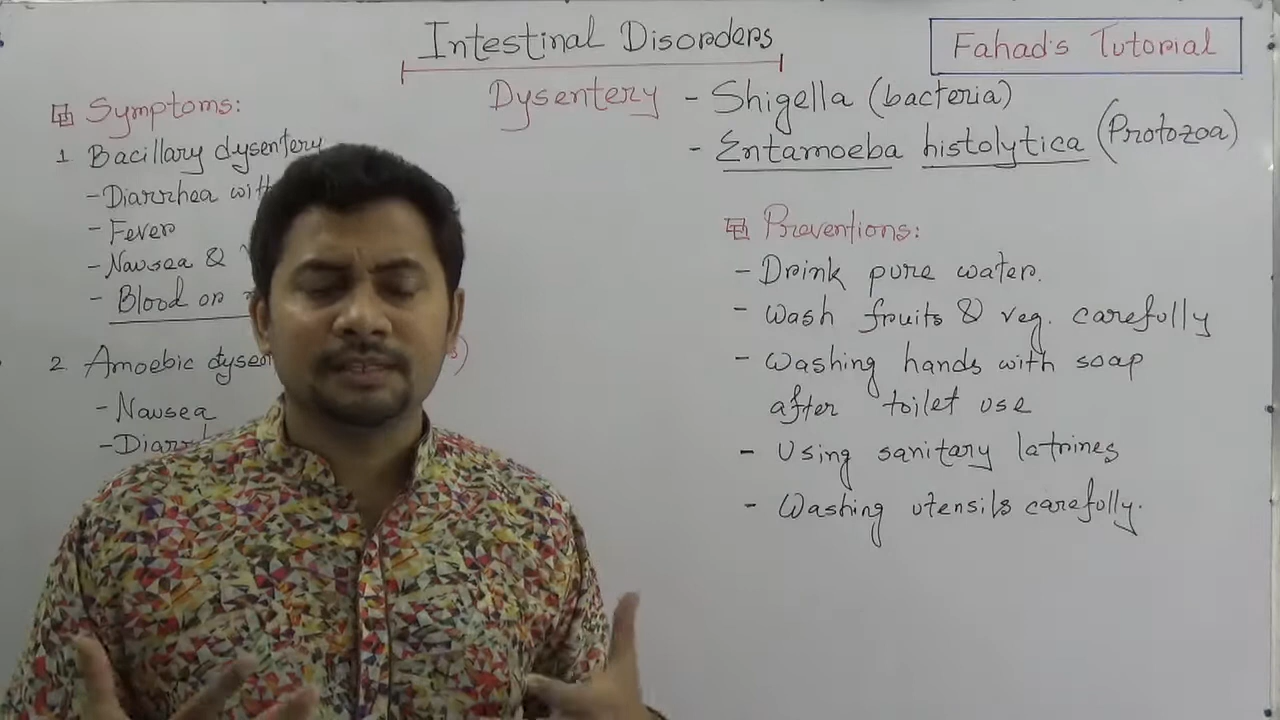 Intestinal Disorders
Fahad's Tutorial
Dysentery - Shigella (bacteria)
- Entamoeba histolytica (Protozoa)
Symptoms:
1 Bacillary dysentery
- Diarrhea with
- Fever
- Nausea &
- Blood or
2 Amoebic
- Nausea
Preventions:
- Drink pure water.
- Wash fruits & veg. carefully
- Washing hands with soap
after toilet use
- Using sanitary latrines
- Washing utensils carefully.